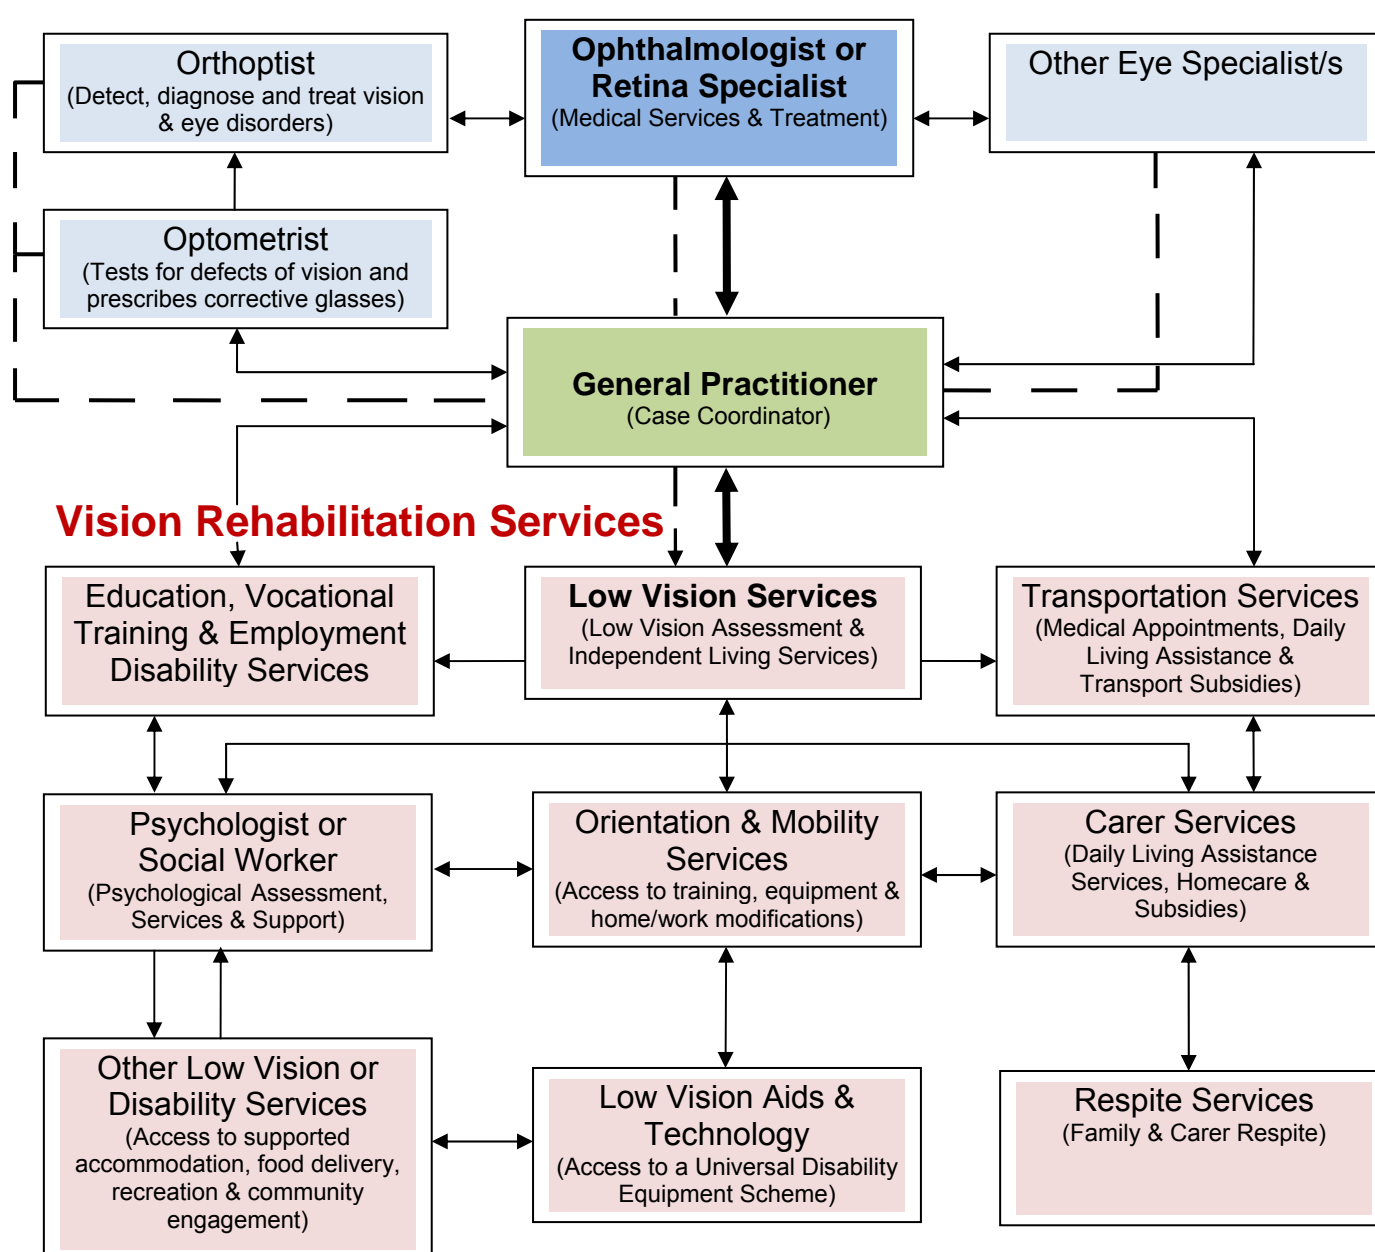 Orthoptist
(Detect, diagnose and treat vision
& eye disorders)
Ophthalmologist or
Retina Specialist
(Medical Services & Treatment)
Other Eye Specialist/s
Optometrist
(Tests for defects of vision and
prescribes corrective glasses)
General Practitioner
(Case Coordinator)
Vision Rehabilitation Services
Education, Vocational
Training & Employment
Disability Services
Low Vision Services
(Low Vision Assessment &
Independent Living Services)
Transportation Services
(Medical Appointments, Daily
Living Assistance &
Transport Subsidies)
Psychologist or
Social Worker
(Psychological Assessment,
Services & Support)
Orientation & Mobility
Services
(Access to training, equipment &
home/work modifications)
Carer Services
(Daily Living Assistance
Services, Homecare &
Subsidies)
Other Low Vision or
Disability Services
(Access to supported
accommodation, food delivery,
recreation & community
engagement)
Low Vision Aids &
Technology
(Access to a Universal Disability
Equipment Scheme)
Respite Services
(Family & Carer Respite)